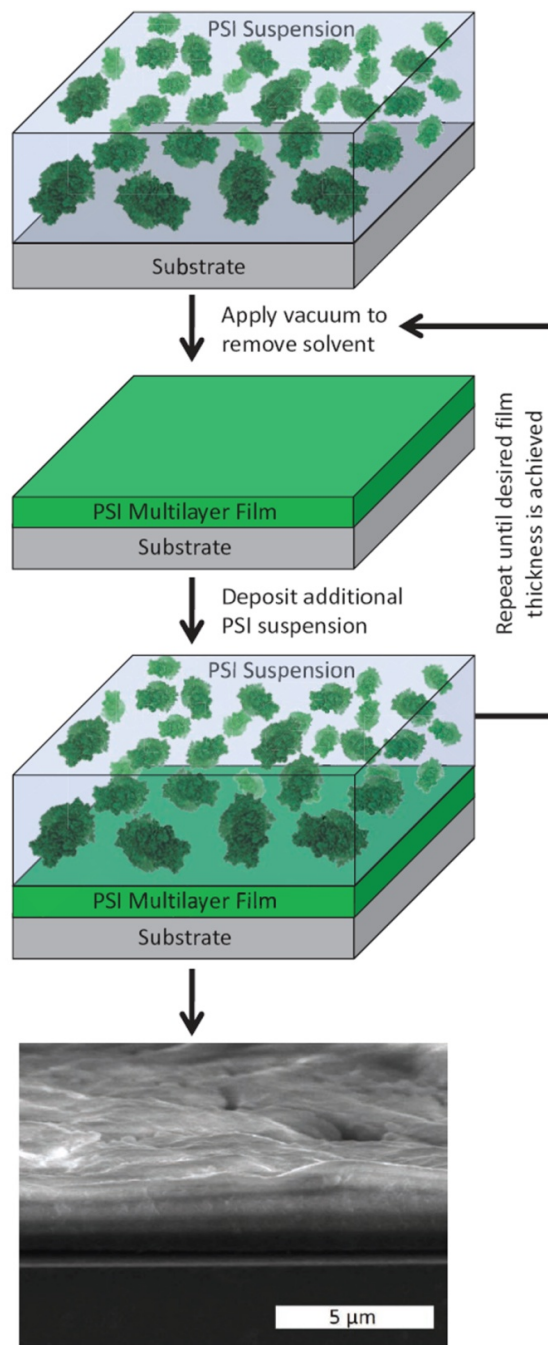 PSI Suspension
Substrate
Apply vacuum to
remove solvent
PSI Multilayer Film
Substrate
Repeat until desired film
thickness is achieved
Deposit additional
PSI suspension
PSI Suspension
PSI Multilayer Film
Substrate
5 μm